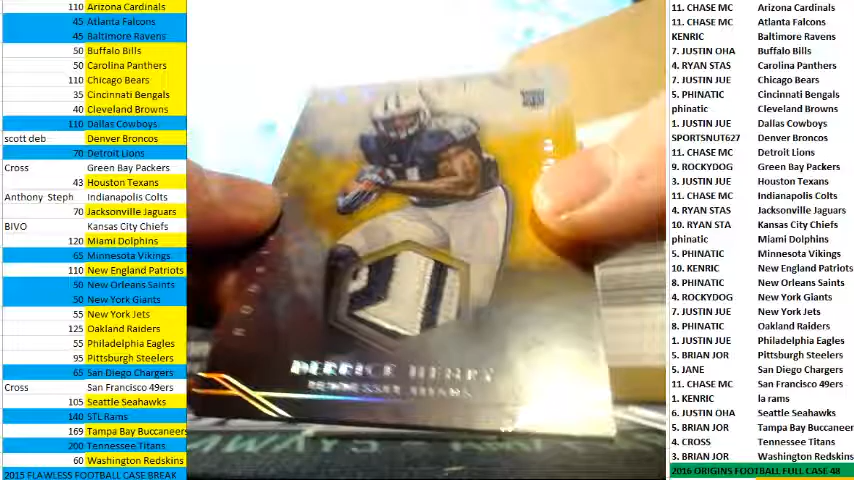 110 Arizona Cardinals
45 Atlanta Falcons
45 Baltimore Ravens
50 Buffalo Bills
50 Carolina Panthers
110 Chicago Bears
35 Cincinnati Bengals
40 Cleveland Browns
110 Dallas Cowboys
scott deb Denver Broncos
70 Detroit Lions
Cross Green Bay Packers
43 Houston Texans
Anthony Steph Indianapolis Colts
70 Jacksonville Jaguars
BIVO Kansas City Chiefs
120 Miami Dolphins
65 Minnesota Vikings
110 New England Patriots
50 New Orleans Saints
50 New York Giants
55 New York Jets
125 Oakland Raiders
55 Philadelphia Eagles
95 Pittsburgh Steelers
65 San Diego Chargers
Cross San Francisco 49ers
105 Seattle Seahawks
140 STL Rams
169 Tampa Bay Buccaneers
200 Tennessee Titans
60 Washington Redskins
2015 FLAWLESS FOOTBALL CASE BREAK
DERRICK HENRY
TENNESSEE TITANS
11. CHASE MC Arizona Cardinals
11. CHASE MC Atlanta Falcons
KENRIC Baltimore Ravens
7. JUSTIN OHA Buffalo Bills
4. RYAN STAS Carolina Panthers
7. JUSTIN JUE Chicago Bears
5. PHINATIC Cincinnati Bengals
phinatic Cleveland Browns
1. JUSTIN JUE Dallas Cowboys
SPORTSNUT627 Denver Broncos
11. CHASE MC Detroit Lions
9. ROCKYDOG Green Bay Packers
3. JUSTIN JUE Houston Texans
11. CHASE MC Indianapolis Colts
4. RYAN STAS Jacksonville Jaguars
10. RYAN STA Kansas City Chiefs
phinatic Miami Dolphins
5. PHINATIC Minnesota Vikings
10. KENRIC New England Patriots
8. PHINATIC New Orleans Saints
4. ROCKYDOG New York Giants
7. JUSTIN JUE New York Jets
8. PHINATIC Oakland Raiders
1. JUSTIN JUE Philadelphia Eagles
5. BRIAN JOR Pittsburgh Steelers
5. JANE San Diego Chargers
11. CHASE MC San Francisco 49ers
1. KENRIC la rams
6. JUSTIN OHA Seattle Seahawks
5. BRIAN JOR Tampa Bay Buccaneer
4. CROSS Tennessee Titans
3. BRIAN JOR Washington Redskins
2016 ORIGINS FOOTBALL FULL CASE 48